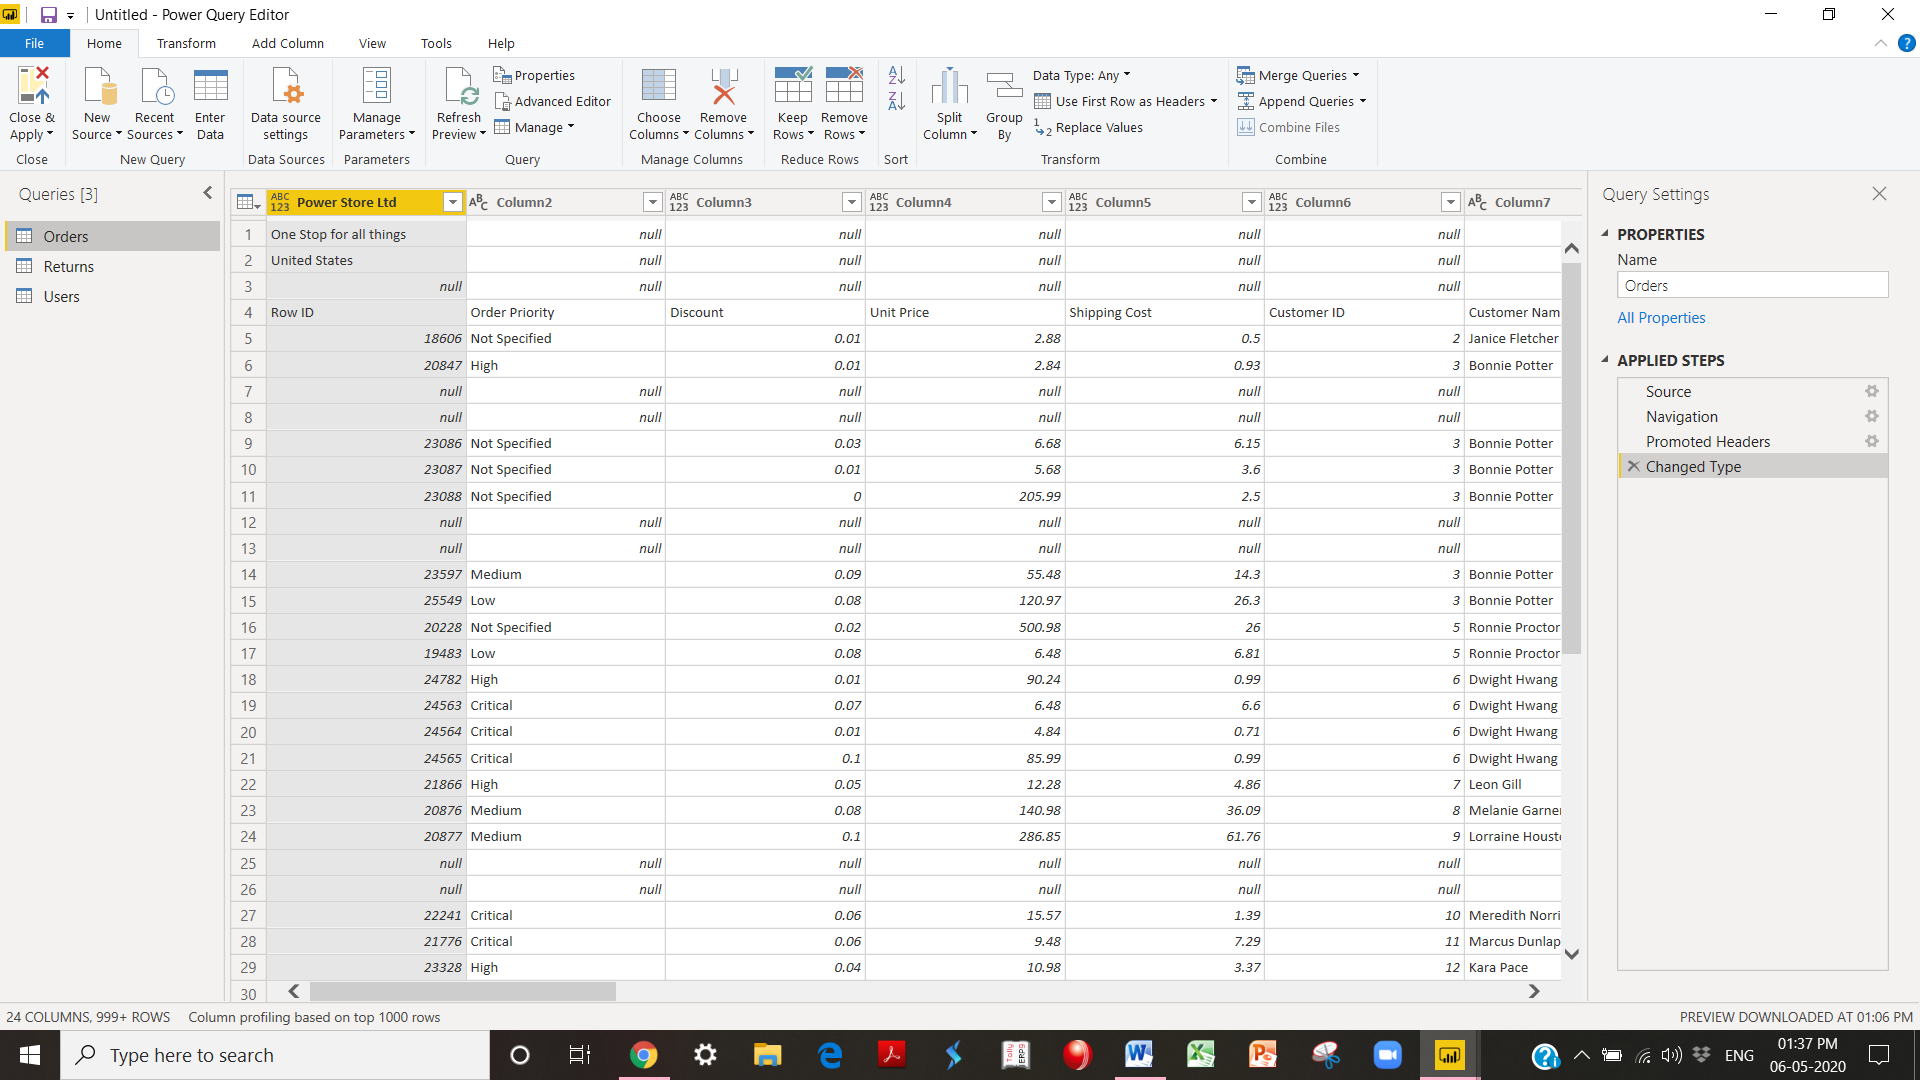 Untitled - Power Query Editor
File Home Transform Add Column View Tools Help
Close & Apply
Close
New Source
Recent Sources
Enter Data
New Query
Data source settings
Data Sources
Manage Parameters
Parameters
Refresh Preview
Properties
Advanced Editor
Manage
Query
Choose Columns
Remove Columns
Manage Columns
Keep Rows
Remove Rows
Reduce Rows
A Z
Z A
Sort
Split Column
Group By
Data Type: Any
Use First Row as Headers
1 2 Replace Values
Transform
Merge Queries
Append Queries
Combine Files
Combine
Queries [3]
Orders
Returns
Users
ABC 123 Power Store Ltd ABC Column2 ABC 123 Column3 ABC 123 Column4 ABC 123 Column5 ABC 123 Column6 ABC Column7
1 One Stop for all things null null null null null
2 United States null null null null null
3 null null null null null null
4 Row ID Order Priority Discount Unit Price Shipping Cost Customer ID Customer Nam
5 18606 Not Specified 0.01 2.88 0.5 2 Janice Fletcher
6 20847 High 0.01 2.84 0.93 3 Bonnie Potter
7 null null null null null null
8 null null null null null null
9 23086 Not Specified 0.03 6.68 6.15 3 Bonnie Potter
10 23087 Not Specified 0.01 5.68 3.6 3 Bonnie Potter
11 23088 Not Specified 0 205.99 2.5 3 Bonnie Potter
12 null null null null null null
13 null null null null null null
14 23597 Medium 0.09 55.48 14.3 3 Bonnie Potter
15 25549 Low 0.08 120.97 26.3 3 Bonnie Potter
16 20228 Not Specified 0.02 500.98 26 5 Ronnie Proctor
17 19483 Low 0.08 6.48 6.81 5 Ronnie Proctor
18 24782 High 0.01 90.24 0.99 6 Dwight Hwang
19 24563 Critical 0.07 6.48 6.6 6 Dwight Hwang
20 24564 Critical 0.01 4.84 0.71 6 Dwight Hwang
21 24565 Critical 0.1 85.99 0.99 6 Dwight Hwang
22 21866 High 0.05 12.28 4.86 7 Leon Gill
23 20876 Medium 0.08 140.98 36.09 8 Melanie Garner
24 20877 Medium 0.1 286.85 61.76 9 Lorraine Housto
25 null null null null null null
26 null null null null null null
27 22241 Critical 0.06 15.57 1.39 10 Meredith Norri
28 21776 Critical 0.06 9.48 7.29 11 Marcus Dunlap
29 23328 High 0.04 10.98 3.37 12 Kara Pace
30
Query Settings
PROPERTIES
Name
Orders
All Properties
APPLIED STEPS
Source
Navigation
Promoted Headers
Changed Type
24 COLUMNS, 999+ ROWS Column profiling based on top 1000 rows
PREVIEW DOWNLOADED AT 01:06 PM
Type here to search
ENG
01:37 PM
06-05-2020